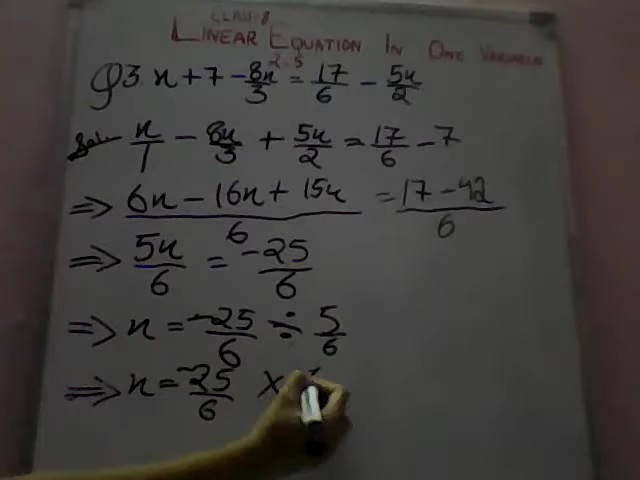 CLASS-8
LINEAR EQUATION IN ONE VARIABLE
2.5
Q3. x + 7 - 8x/3 = 17/6 - 5x/2
Sol- x/1 - 8x/3 + 5x/2 = 17/6 - 7
⇒ 6x - 16x + 15x / 6 = 17 - 42 / 6
⇒ 5x/6 = -25/6
⇒ x = -25/6 ÷ 5/6
⇒ x = -25/6 ×